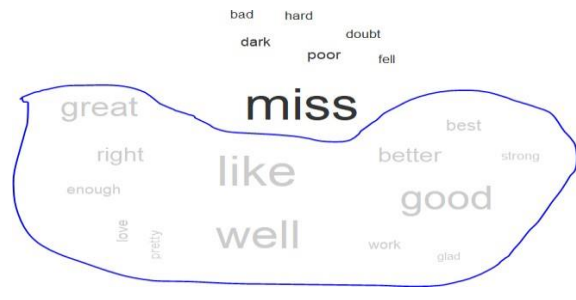 bad hard
dark doubt
poor fell
miss
great best
right like better strong
enough good
love pretty well work glad